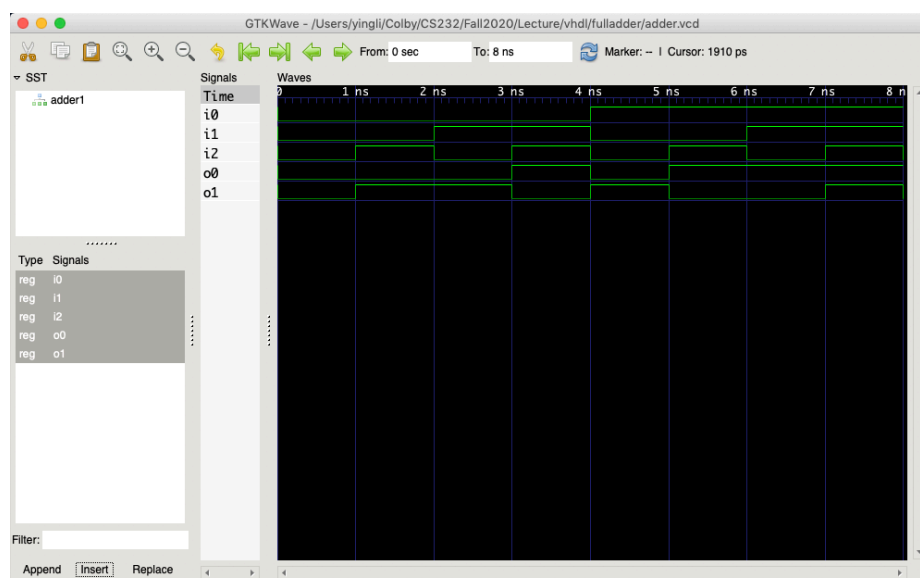 GTKWave - /Users/yingli/Colby/CS232/Fall2020/Lecture/vhdl/fulladder/adder.vcd
From: 0 sec To: 8 ns Marker: -- | Cursor: 1910 ps
SST
adder1
Signals
Time
i0
i1
i2
o0
o1
Waves
0 1 ns 2 ns 3 ns 4 ns 5 ns 6 ns 7 ns 8 n
Type Signals
reg i0
reg i1
reg i2
reg o0
reg o1
Filter:
Append Insert Replace